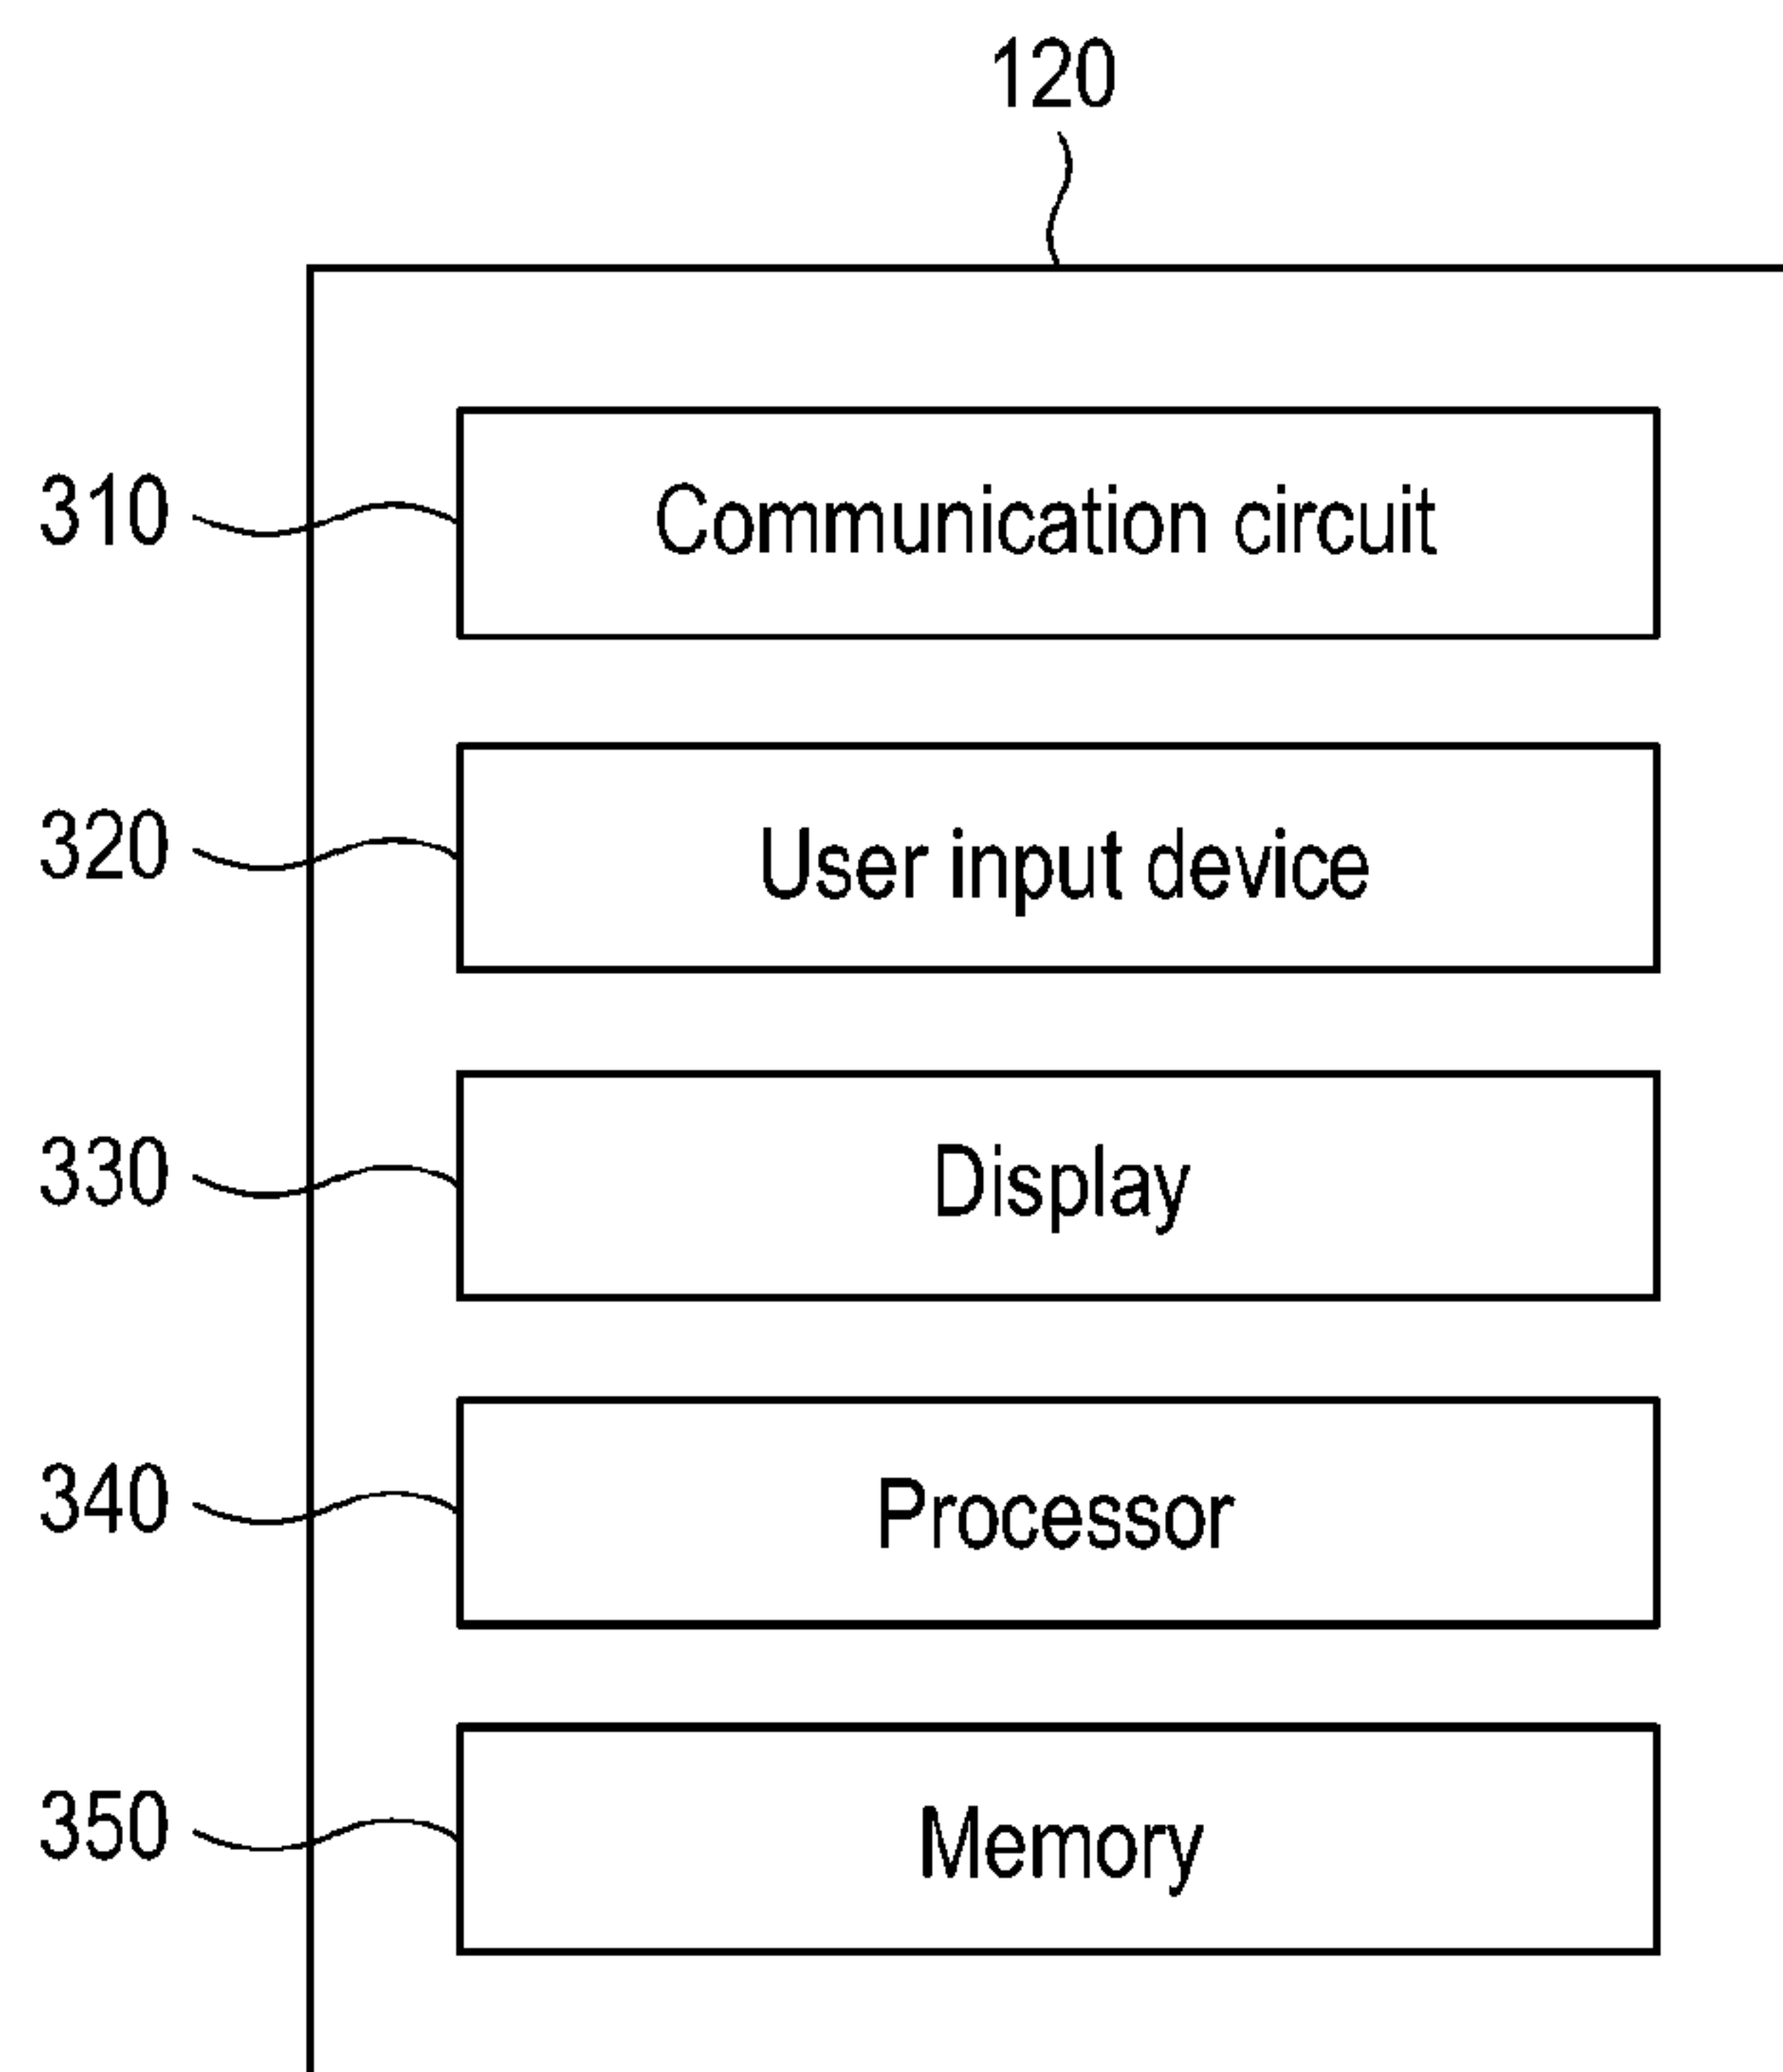 120
310 Communication circuit
320 User input device
330 Display
340 Processor
350 Memory